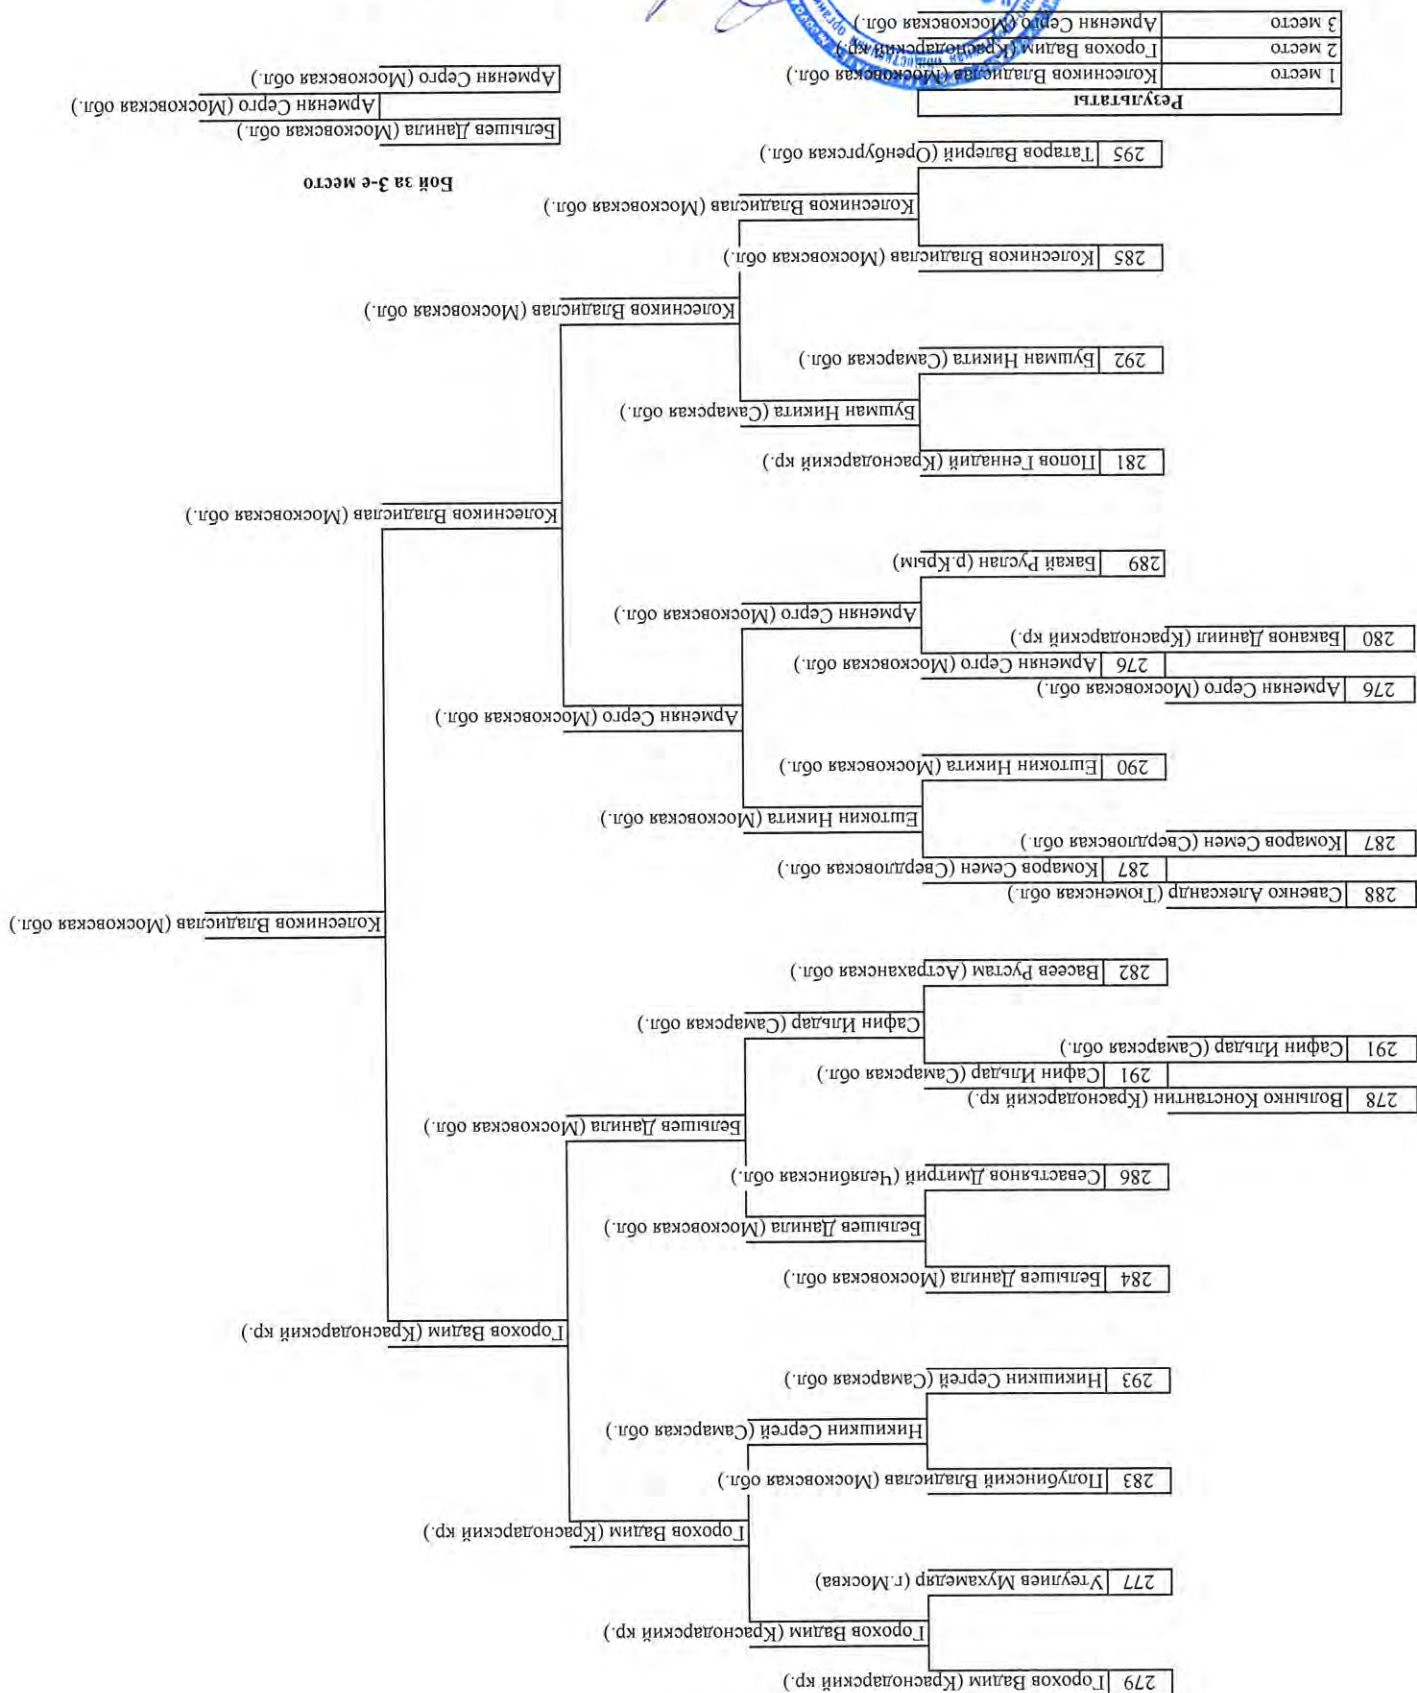 279 Горохов Вадим (Краснодарский кр.)
Горохов Вадим (Краснодарский кр.)
277 Утеулиев Мухамедяр (г.Москва)
Горохов Вадим (Краснодарский кр.)
283 Полубинский Владислав (Московская обл.)
Никишкин Сергей (Самарская обл.)
293 Никишкин Сергей (Самарская обл.)
Горохов Вадим (Краснодарский кр.)
284 Белышев Данила (Московская обл.)
Белышев Данила (Московская обл.)
286 Севастьянов Дмитрий (Челябинская обл.)
Белышев Данила (Московская обл.)
278 Волынко Константин (Краснодарский кр.)
291 Сафин Ильдар (Самарская обл.)
291 Сафин Ильдар (Самарская обл.)
Сафин Ильдар (Самарская обл.)
282 Васеев Рустам (Астраханская обл.)
Колесников Владислав (Московская обл.)
288 Савенко Александр (Тюменская обл.)
287 Комаров Семен (Свердловская обл.)
287 Комаров Семен (Свердловская обл.)
Ештокин Никита (Московская обл.)
290 Ештокин Никита (Московская обл.)
Арменян Серго (Московская обл.)
276 Арменян Серго (Московская обл.)
276 Арменян Серго (Московская обл.)
280 Баканов Даниил (Краснодарский кр.)
Арменян Серго (Московская обл.)
289 Бакай Руслан (р.Крым)
Колесников Владислав (Московская обл.)
281 Попов Геннадий (Краснодарский кр.)
Бушман Никита (Самарская обл.)
292 Бушман Никита (Самарская обл.)
Колесников Владислав (Московская обл.)
285 Колесников Владислав (Московская обл.)
Колесников Владислав (Московская обл.)
295 Татаров Валерий (Оренбургская обл.)
Бой за 3-е место
Белышев Данила (Московская обл.)
Арменян Серго (Московская обл.)
Арменян Серго (Московская обл.)
Результаты
1 место Колесников Владислав (Московская обл.)
2 место Горохов Вадим (Краснодарский кр.)
3 место Арменян Серго (Московская обл.)